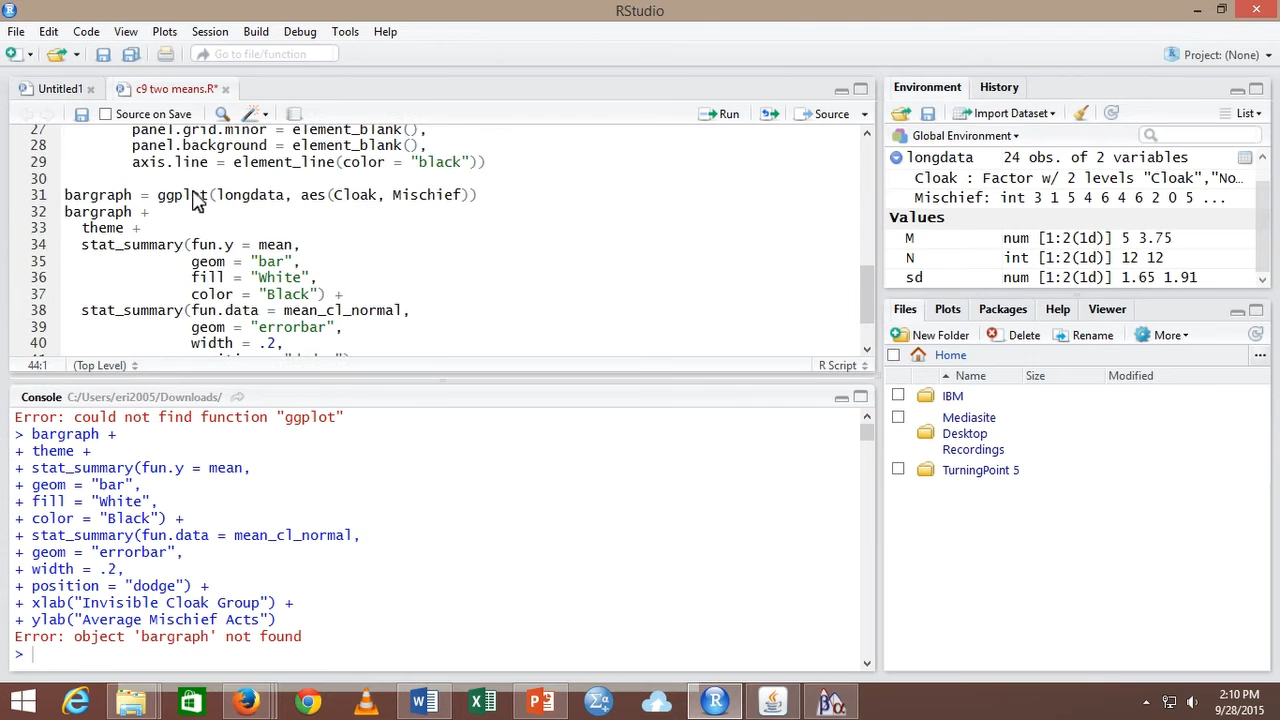 RStudio
File Edit Code View Plots Session Build Debug Tools Help
Go to file/function
Project: (None)
Untitled1 c9 two means.R*
Source on Save Run Source
27 panel.grid.minor = element_blank(),
28 panel.background = element_blank(),
29 axis.line = element_line(color = "black"))
30
31 bargraph = ggplot(longdata, aes(Cloak, Mischief))
32 bargraph +
33 theme +
34 stat_summary(fun.y = mean,
35 geom = "bar",
36 fill = "White",
37 color = "Black") +
38 stat_summary(fun.data = mean_cl_normal,
39 geom = "errorbar",
40 width = .2,
44:1 (Top Level) R Script
Console C:/Users/eri2005/Downloads/
Error: could not find function "ggplot"
> bargraph +
+ theme +
+ stat_summary(fun.y = mean,
+ geom = "bar",
+ fill = "White",
+ color = "Black") +
+ stat_summary(fun.data = mean_cl_normal,
+ geom = "errorbar",
+ width = .2,
+ position = "dodge") +
+ xlab("Invisible Cloak Group") +
+ ylab("Average Mischief Acts")
Error: object 'bargraph' not found
>
Environment History
Import Dataset List
Global Environment
longdata 24 obs. of 2 variables
Cloak : Factor w/ 2 levels "Cloak","No…
Mischief: int 3 1 5 4 6 4 6 2 0 5 ...
Values
M num [1:2(1d)] 5 3.75
N int [1:2(1d)] 12 12
sd num [1:2(1d)] 1.65 1.91
Files Plots Packages Help Viewer
New Folder Delete Rename More
Home
Name Size Modified
IBM
Mediasite
Desktop
Recordings
TurningPoint 5
2:10 PM
9/28/2015